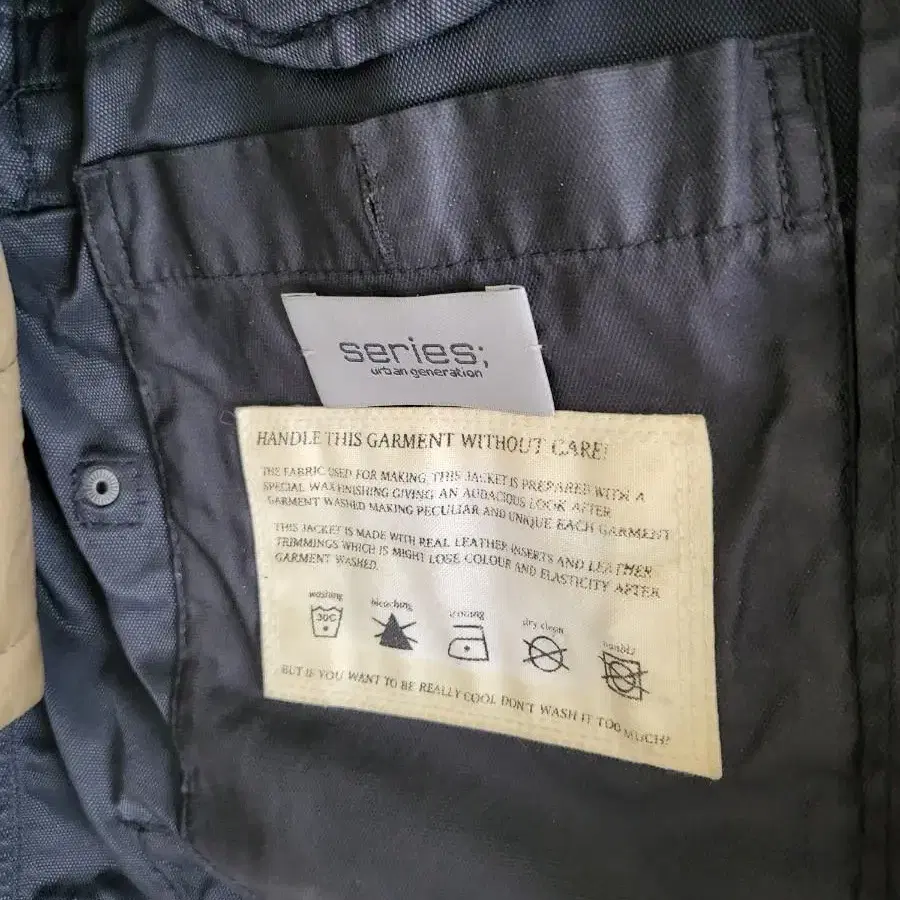 series;
urban generation
HANDLE THIS GARMENT WITHOUT CARE!
THE FABRIC USED FOR MAKING THIS JACKET IS PREPARED WITH A
SPECIAL WAXFINISHING GIVING AN AUDACIOUS LOOK AFTER
GARMENT WASHED MAKING PECULIAR AND UNIQUE EACH GARMENT
THIS JACKET IS MADE WITH REAL LEATHER INSERTS AND LEATHER
TRIMMINGS WHICH IS MIGHT LOSE COLOUR AND ELASTICITY AFTER
GARMENT WASHED.
washing bleaching ironing dry clean tumble
30C
BUT IF YOU WANT TO BE REALLY COOL DON'T WASH IT TOO MUCH!